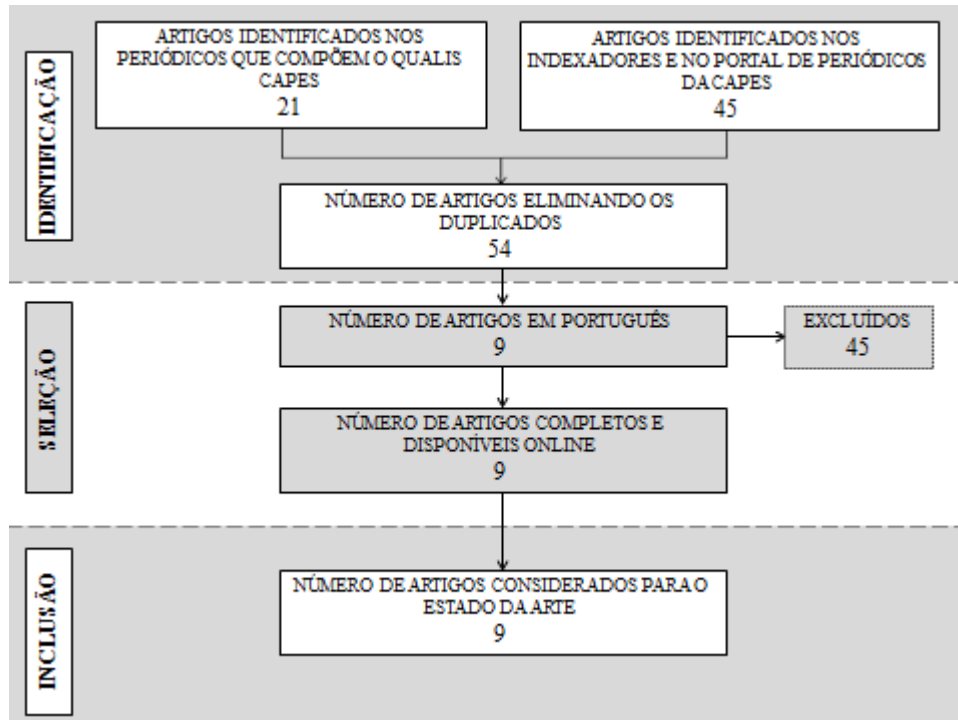 IDENTIFICAÇÃO
ARTIGOS IDENTIFICADOS NOS
PERIÓDICOS QUE COMPÕEM O QUALIS
CAPES
21
ARTIGOS IDENTIFICADOS NOS
INDEXADORES E NO PORTAL DE PERIÓDICOS
DA CAPES
45
NÚMERO DE ARTIGOS ELIMINANDO OS
DUPLICADOS
54
SELEÇÃO
NÚMERO DE ARTIGOS EM PORTUGUÊS
9
EXCLUÍDOS
45
NÚMERO DE ARTIGOS COMPLETOS E
DISPONÍVEIS ONLINE
9
INCLUSÃO
NÚMERO DE ARTIGOS CONSIDERADOS PARA O
ESTADO DA ARTE
9